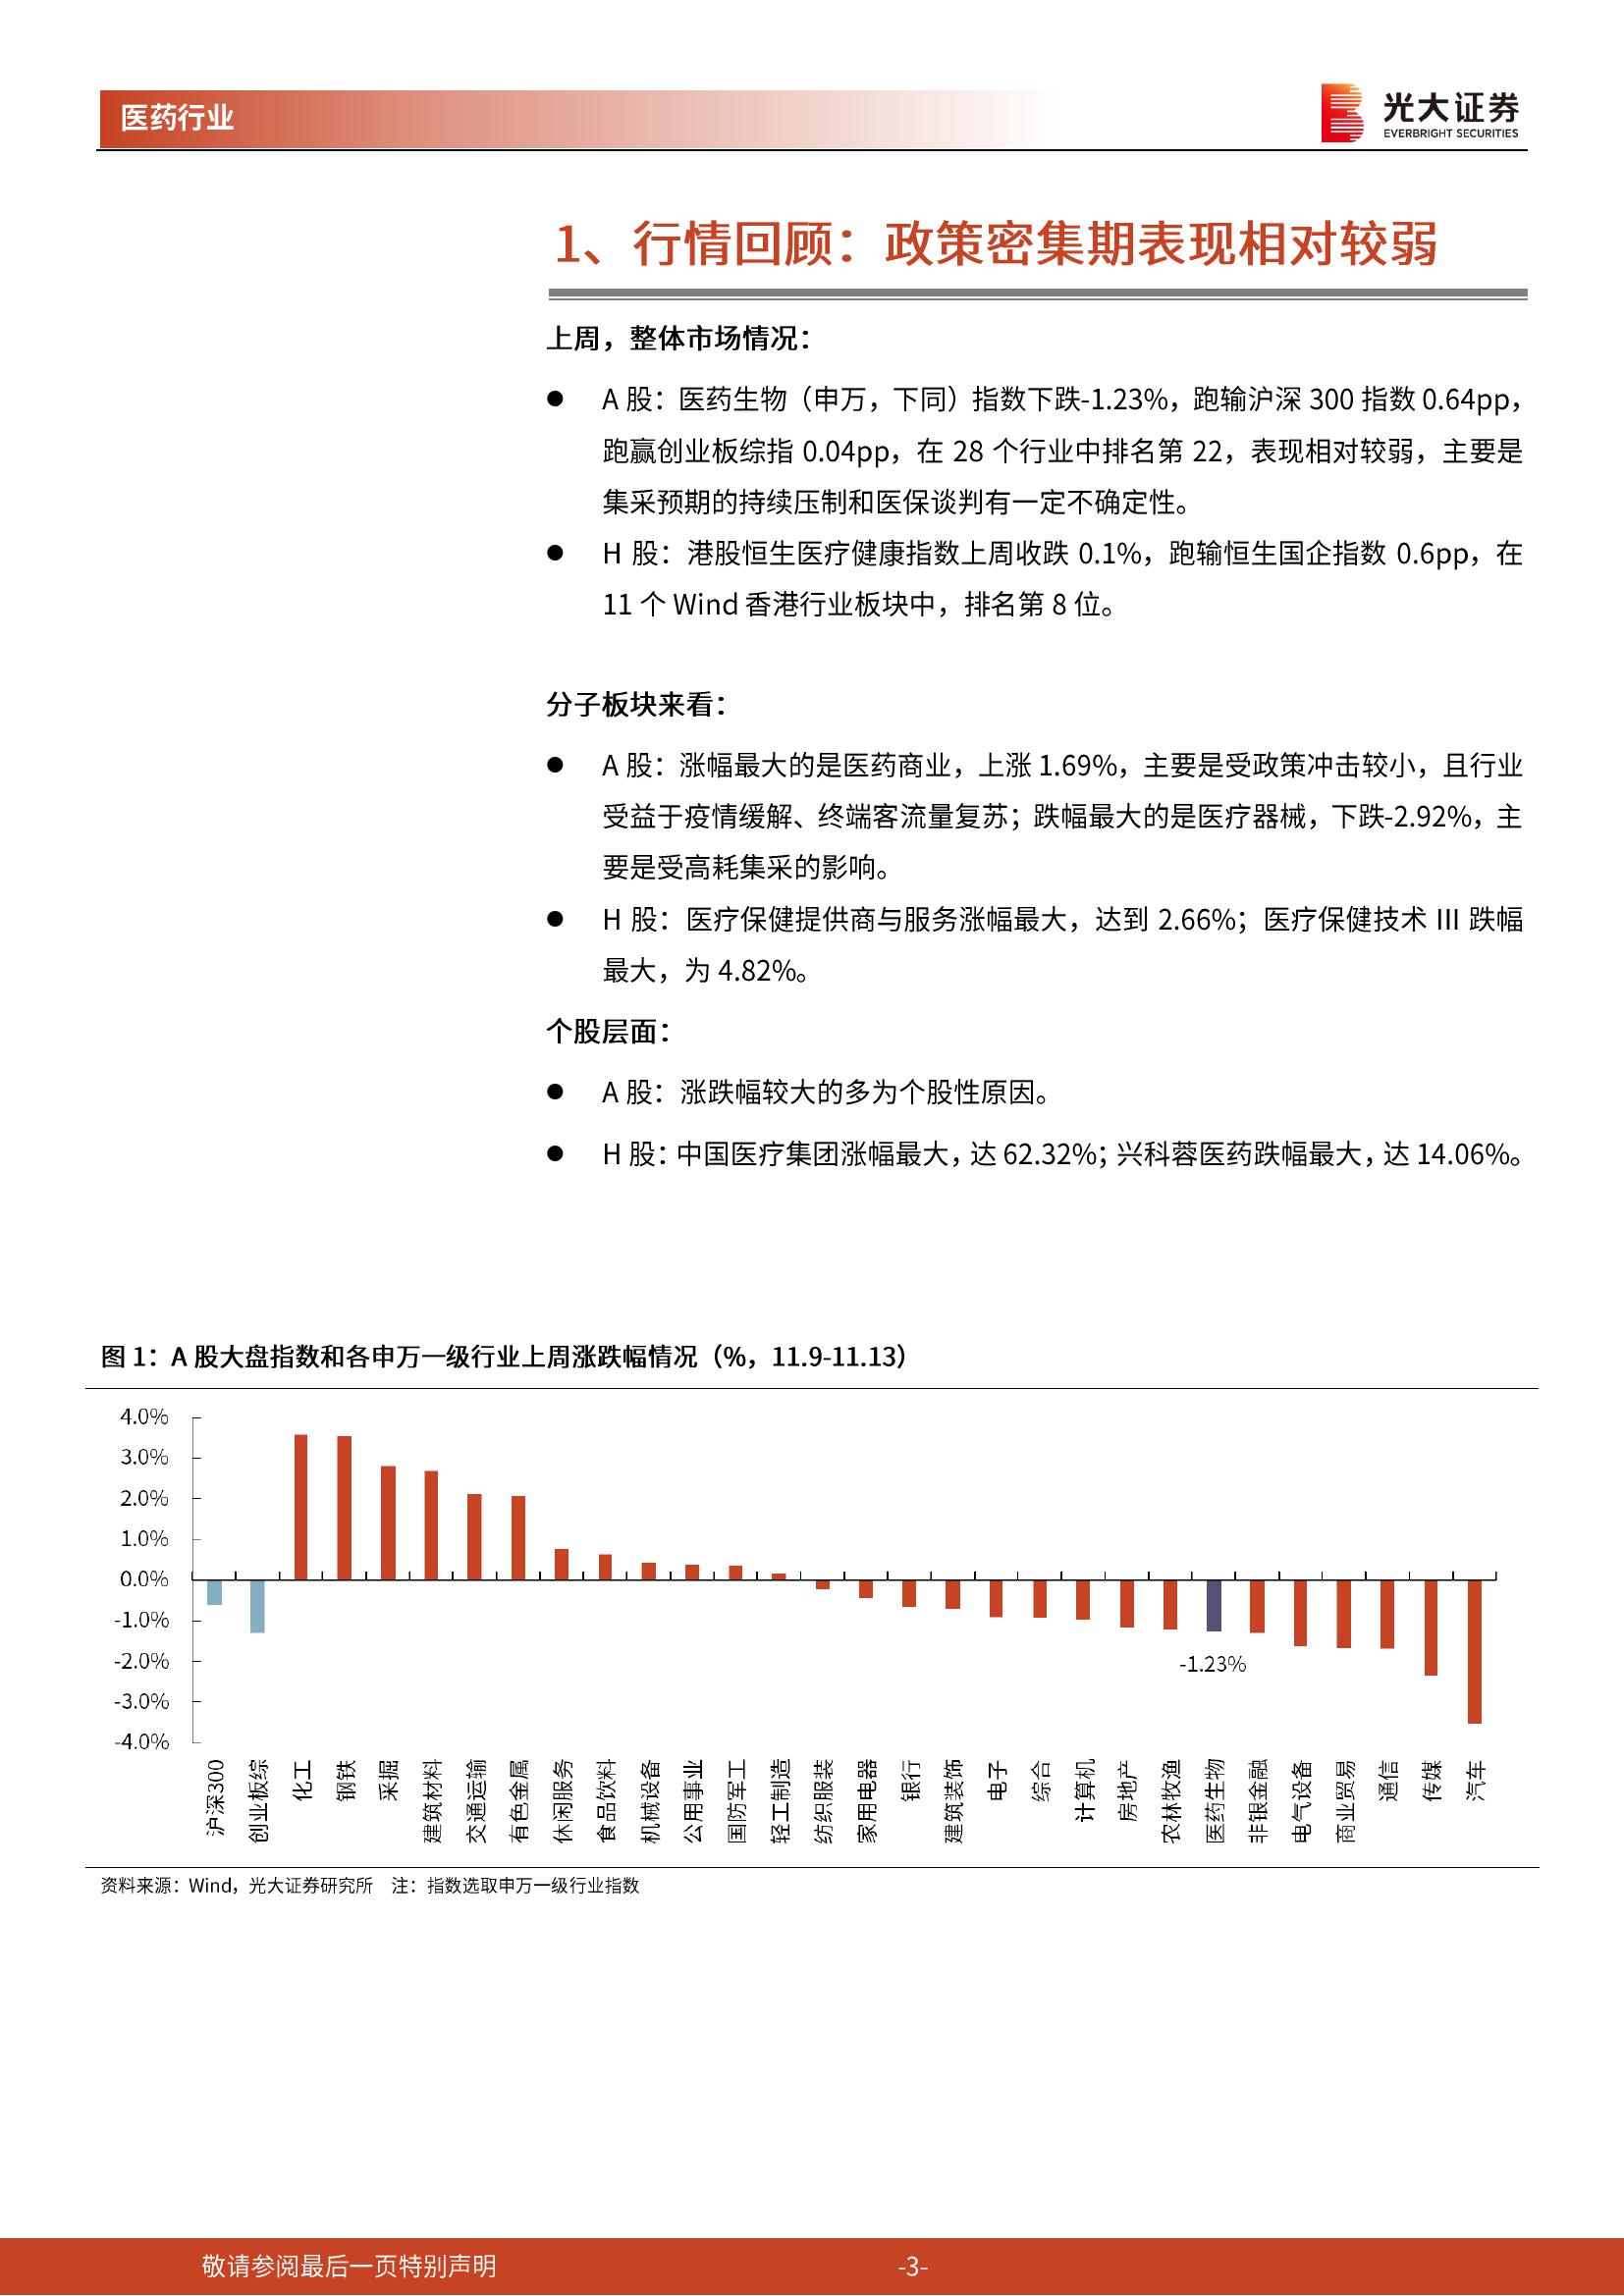 医药行业
光大证券
EVERBRIGHT SECURITIES
1、行情回顾：政策密集期表现相对较弱
上周，整体市场情况：
● A 股：医药生物（申万，下同）指数下跌-1.23%，跑输沪深 300 指数 0.64pp，
跑赢创业板综指 0.04pp，在 28 个行业中排名第 22，表现相对较弱，主要是
集采预期的持续压制和医保谈判有一定不确定性。
● H 股：港股恒生医疗健康指数上周收跌 0.1%，跑输恒生国企指数 0.6pp，在
11 个 Wind 香港行业板块中，排名第 8 位。
分子板块来看：
● A 股：涨幅最大的是医药商业，上涨 1.69%，主要是受政策冲击较小，且行业
受益于疫情缓解、终端客流量复苏；跌幅最大的是医疗器械，下跌-2.92%，主
要是受高耗集采的影响。
● H 股：医疗保健提供商与服务涨幅最大，达到 2.66%；医疗保健技术 III 跌幅
最大，为 4.82%。
个股层面：
● A 股：涨跌幅较大的多为个股性原因。
● H 股：中国医疗集团涨幅最大，达 62.32%；兴科蓉医药跌幅最大，达 14.06%。
图 1：A 股大盘指数和各申万一级行业上周涨跌幅情况（%，11.9-11.13）
4.0%
3.0%
2.0%
1.0%
0.0%
-1.0%
-2.0%
-3.0%
-4.0%
-1.23%
沪深300
创业板综
化工
钢铁
采掘
建筑材料
交通运输
有色金属
休闲服务
食品饮料
机械设备
公用事业
国防军工
轻工制造
纺织服装
家用电器
银行
建筑装饰
电子
综合
计算机
房地产
农林牧渔
医药生物
非银金融
电气设备
商业贸易
通信
传媒
汽车
资料来源：Wind，光大证券研究所 注：指数选取申万一级行业指数
敬请参阅最后一页特别声明
-3-